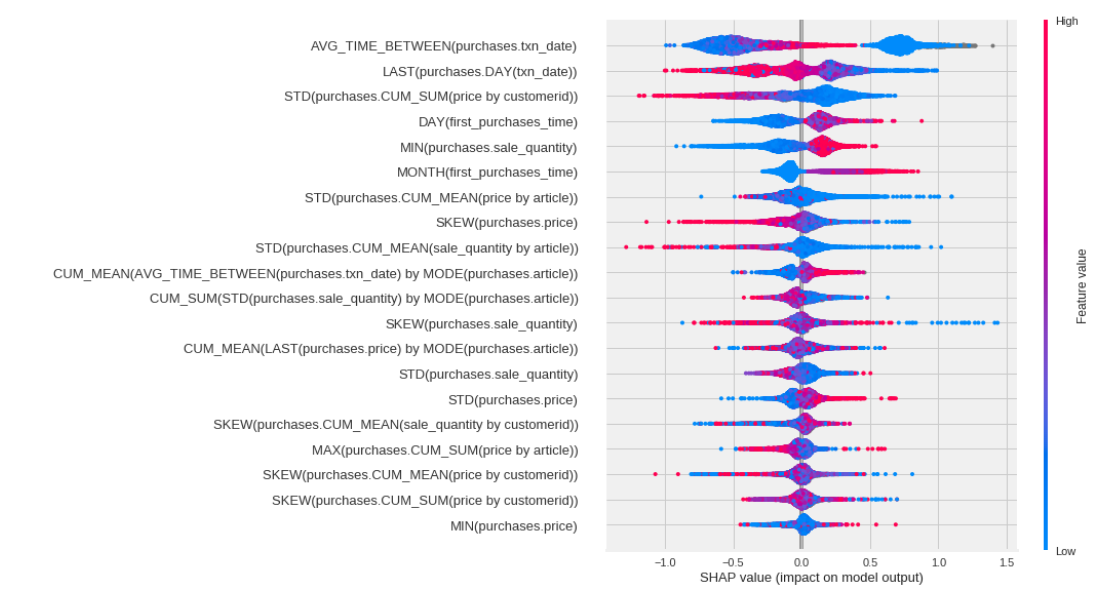 High
AVG_TIME_BETWEEN(purchases.txn_date)
LAST(purchases.DAY(txn_date))
STD(purchases.CUM_SUM(price by customerid))
DAY(first_purchases_time)
MIN(purchases.sale_quantity)
MONTH(first_purchases_time)
STD(purchases.CUM_MEAN(price by article))
SKEW(purchases.price)
STD(purchases.CUM_MEAN(sale_quantity by article))
CUM_MEAN(AVG_TIME_BETWEEN(purchases.txn_date) by MODE(purchases.article))
CUM_SUM(STD(purchases.sale_quantity) by MODE(purchases.article))
SKEW(purchases.sale_quantity)
CUM_MEAN(LAST(purchases.price) by MODE(purchases.article))
STD(purchases.sale_quantity)
STD(purchases.price)
SKEW(purchases.CUM_MEAN(sale_quantity by customerid))
MAX(purchases.CUM_SUM(price by article))
SKEW(purchases.CUM_MEAN(price by customerid))
SKEW(purchases.CUM_SUM(price by customerid))
MIN(purchases.price)
Feature value
Low
−1.0 −0.5 0.0 0.5 1.0 1.5
SHAP value (impact on model output)